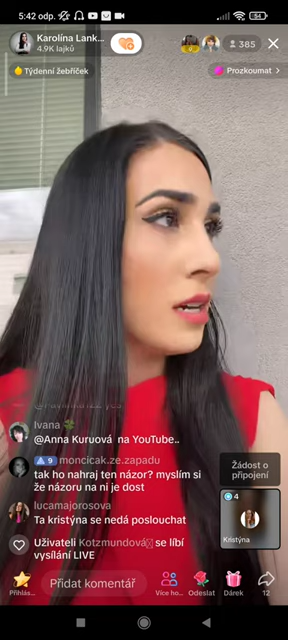 5:42 odp.
54
Karolína Lank...
4.9K lajků
385
Týdenní žebříček
Prozkoumat >
Ivana
@Anna Kuruová na YouTube..
9 moncicak.ze.zapadu
tak ho nahraj ten názor? myslím si
že názoru na ni je dost
lucamajorosova
Ta kristýna se nedá poslouchat
Uživateli Kotzmundová se líbí
vysílání LIVE
Žádost o
připojení
4
Kristýna
Přidat komentář
Přihlás...
Více ho...
Odeslat
Dárek
12